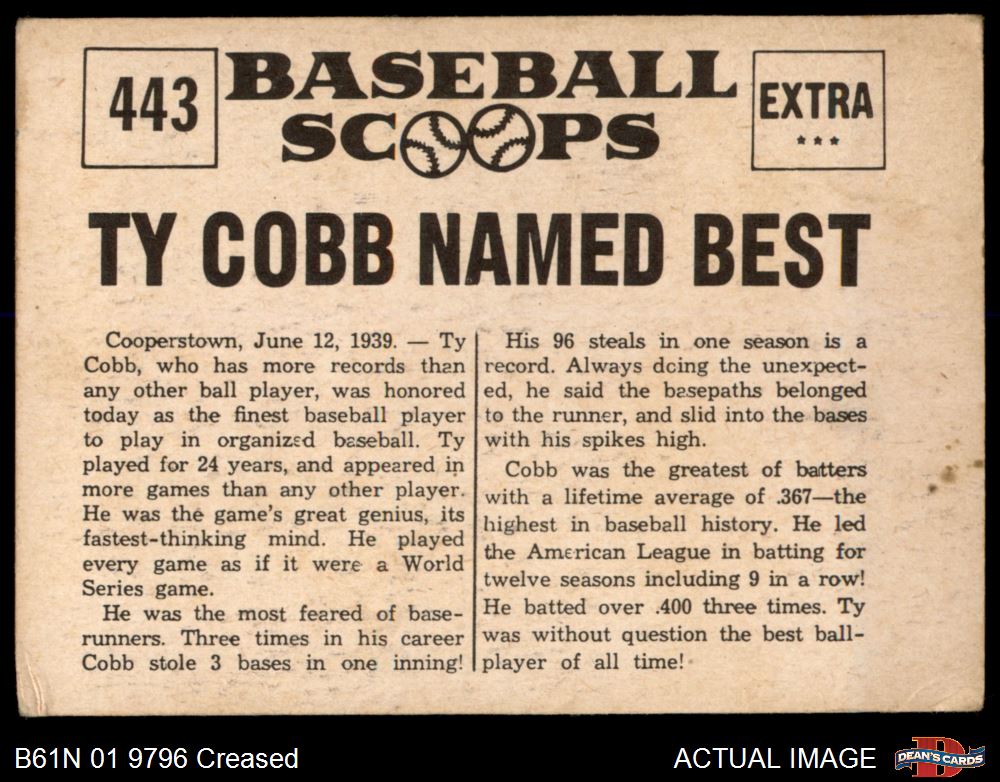 443
BASEBALL
SCOOPS
EXTRA
***
TY COBB NAMED BEST
Cooperstown, June 12, 1939. — Ty
Cobb, who has more records than
any other ball player, was honored
today as the finest baseball player
to play in organized baseball. Ty
played for 24 years, and appeared in
more games than any other player.
He was the game's great genius, its
fastest-thinking mind. He played
every game as if it were a World
Series game.
He was the most feared of base-
runners. Three times in his career
Cobb stole 3 bases in one inning!
His 96 steals in one season is a
record. Always doing the unexpect-
ed, he said the basepaths belonged
to the runner, and slid into the bases
with his spikes high.
Cobb was the greatest of batters
with a lifetime average of .367—the
highest in baseball history. He led
the American League in batting for
twelve seasons including 9 in a row!
He batted over .400 three times. Ty
was without question the best ball-
player of all time!
B61N 01 9796 Creased
ACTUAL IMAGE
D
DEAN'S CARDS